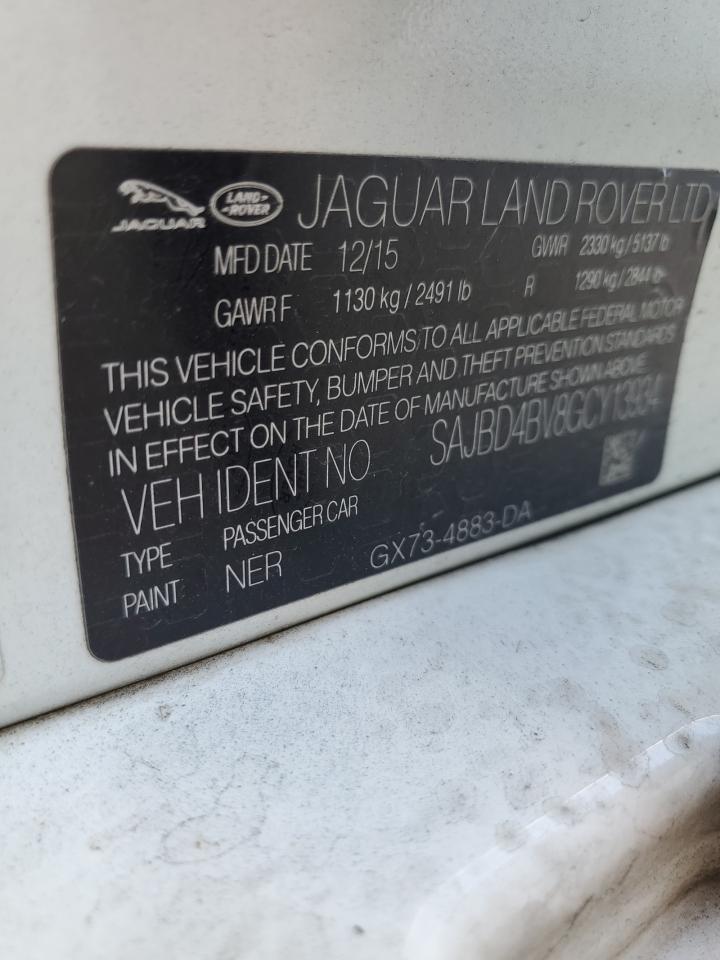 JAGUAR LAND-ROVER JAGUAR LAND ROVER LTD
MFD DATE 12/15 GVWR 2330 kg / 5137 lb
GAWR F 1130 kg / 2491 lb R 1290 kg / 2844 lb
THIS VEHICLE CONFORMS TO ALL APPLICABLE FEDERAL MOTOR
VEHICLE SAFETY, BUMPER AND THEFT PREVENTION STANDARDS
IN EFFECT ON THE DATE OF MANUFACTURE SHOWN ABOVE
VEH IDENT NO SAJBD4BV8GCY13934
TYPE PASSENGER CAR
PAINT NER GX73-4883-DA